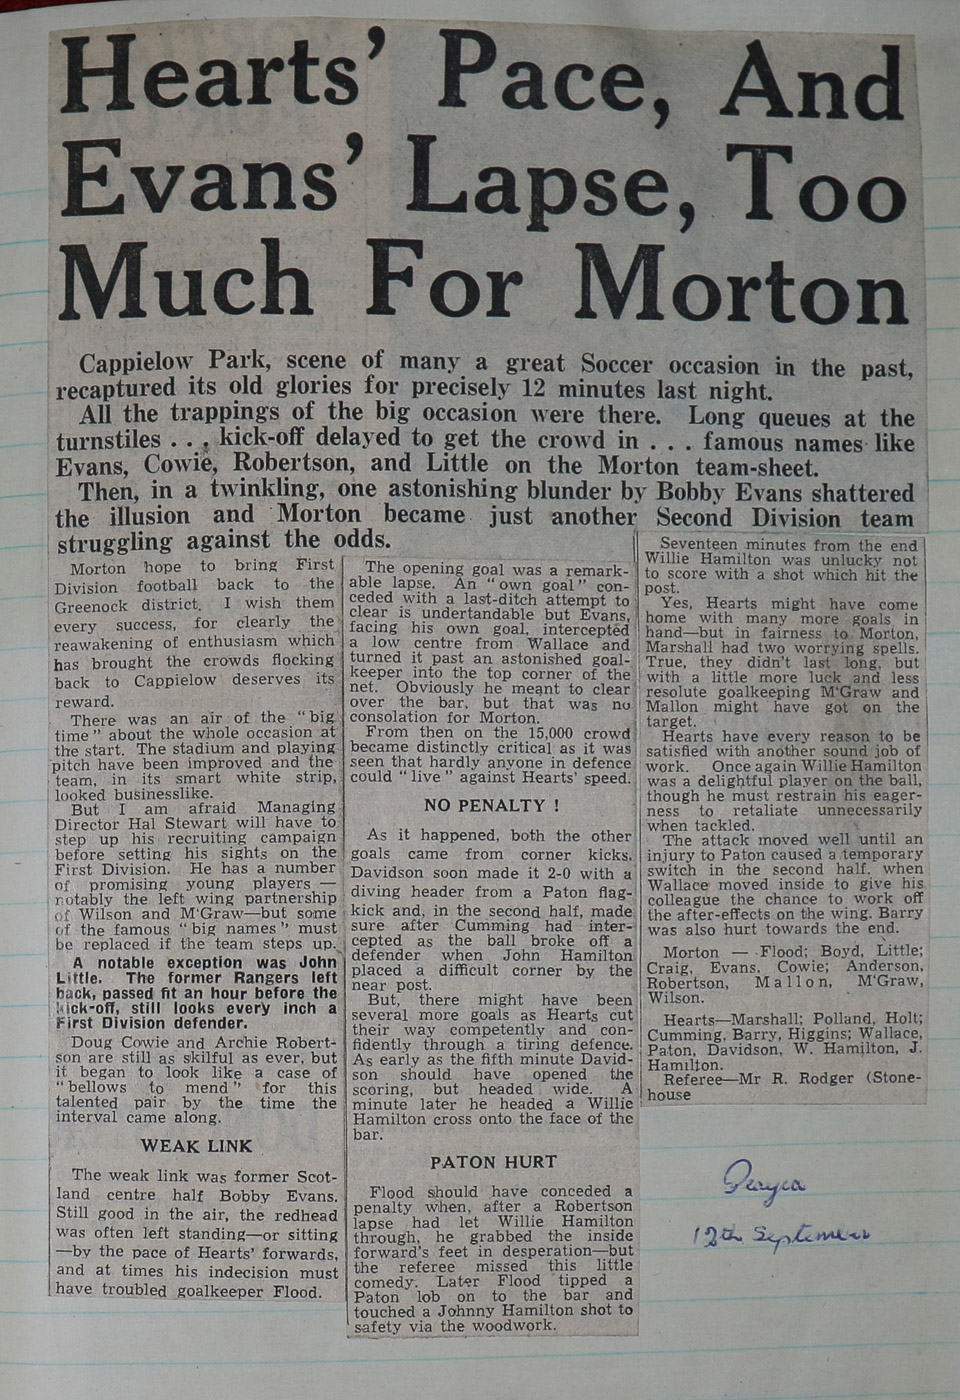 Hearts' Pace, And
Evans' Lapse, Too
Much For Morton
Cappielow Park, scene of many a great Soccer occasion in the past,
recaptured its old glories for precisely 12 minutes last night.
All the trappings of the big occasion were there. Long queues at the
turnstiles . . . kick-off delayed to get the crowd in . . . famous names like
Evans, Cowie, Robertson, and Little on the Morton team-sheet.
Then, in a twinkling, one astonishing blunder by Bobby Evans shattered
the illusion and Morton became just another Second Division team
struggling against the odds.
Morton hope to bring First
Division football back to the
Greenock district. I wish them
every success, for clearly the
reawakening of enthusiasm which
has brought the crowds flocking
back to Cappielow deserves its
reward.
There was an air of the "big
time" about the whole occasion at
the start. The stadium and playing
pitch have been improved and the
team, in its smart white strip,
looked businesslike.
But I am afraid Managing
Director Hal Stewart will have to
step up his recruiting campaign
before setting his sights on the
First Division. He has a number
of promising young players —
notably the left wing partnership
of Wilson and M'Graw—but some
of the famous "big names" must
be replaced if the team steps up.
A notable exception was John
Little. The former Rangers left
back, passed fit an hour before the
kick-off, still looks every inch a
First Division defender.
Doug Cowie and Archie Robert-
son are still as skilful as ever, but
it began to look like a case of
"bellows to mend" for this
talented pair by the time the
interval came along.
WEAK LINK
The weak link was former Scot-
land centre half Bobby Evans.
Still good in the air, the redhead
was often left standing—or sitting
—by the pace of Hearts' forwards,
and at times his indecision must
have troubled goalkeeper Flood.
The opening goal was a remark-
able lapse. An "own goal" con-
ceded with a last-ditch attempt to
clear is undertandable but Evans,
facing his own goal, intercepted
a low centre from Wallace and
turned it past an astonished goal-
keeper into the top corner of the
net. Obviously he meant to clear
over the bar, but that was no
consolation for Morton.
From then on the 15,000 crowd
became distinctly critical as it was
seen that hardly anyone in defence
could "live" against Hearts' speed.
NO PENALTY !
As it happened, both the other
goals came from corner kicks.
Davidson soon made it 2-0 with a
diving header from a Paton flag-
kick and, in the second half, made
sure after Cumming had inter-
cepted as the ball broke off a
defender when John Hamilton
placed a difficult corner by the
near post.
But, there might have been
several more goals as Hearts cut
their way competently and con-
fidently through a tiring defence.
As early as the fifth minute David-
son should have opened the
scoring, but headed wide. A
minute later he headed a Willie
Hamilton cross onto the face of the
bar.
PATON HURT
Flood should have conceded a
penalty when, after a Robertson
lapse had let Willie Hamilton
through, he grabbed the inside
forward's feet in desperation—but
the referee missed this little
comedy. Later Flood tipped a
Paton lob on to the bar and
touched a Johnny Hamilton shot to
safety via the woodwork.
Seventeen minutes from the end
Willie Hamilton was unlucky not
to score with a shot which hit the
post.
Yes, Hearts might have come
home with many more goals in
hand—but in fairness to Morton,
Marshall had two worrying spells.
True, they didn't last long, but
with a little more luck and less
resolute goalkeeping M'Graw and
Mallon might have got on the
target.
Hearts have every reason to be
satisfied with another sound job of
work. Once again Willie Hamilton
was a delightful player on the ball,
though he must restrain his eager-
ness to retaliate unnecessarily
when tackled.
The attack moved well until an
injury to Paton caused a temporary
switch in the second half, when
Wallace moved inside to give his
colleague the chance to work off
the after-effects on the wing. Barry
was also hurt towards the end.
Morton — Flood; Boyd, Little;
Craig, Evans, Cowie; Anderson,
Robertson, Mallon, M'Graw,
Wilson.
Hearts—Marshall; Polland, Holt;
Cumming, Barry, Higgins; Wallace,
Paton, Davidson, W. Hamilton, J.
Hamilton.
Referee—Mr R. Rodger (Stone-
house
September